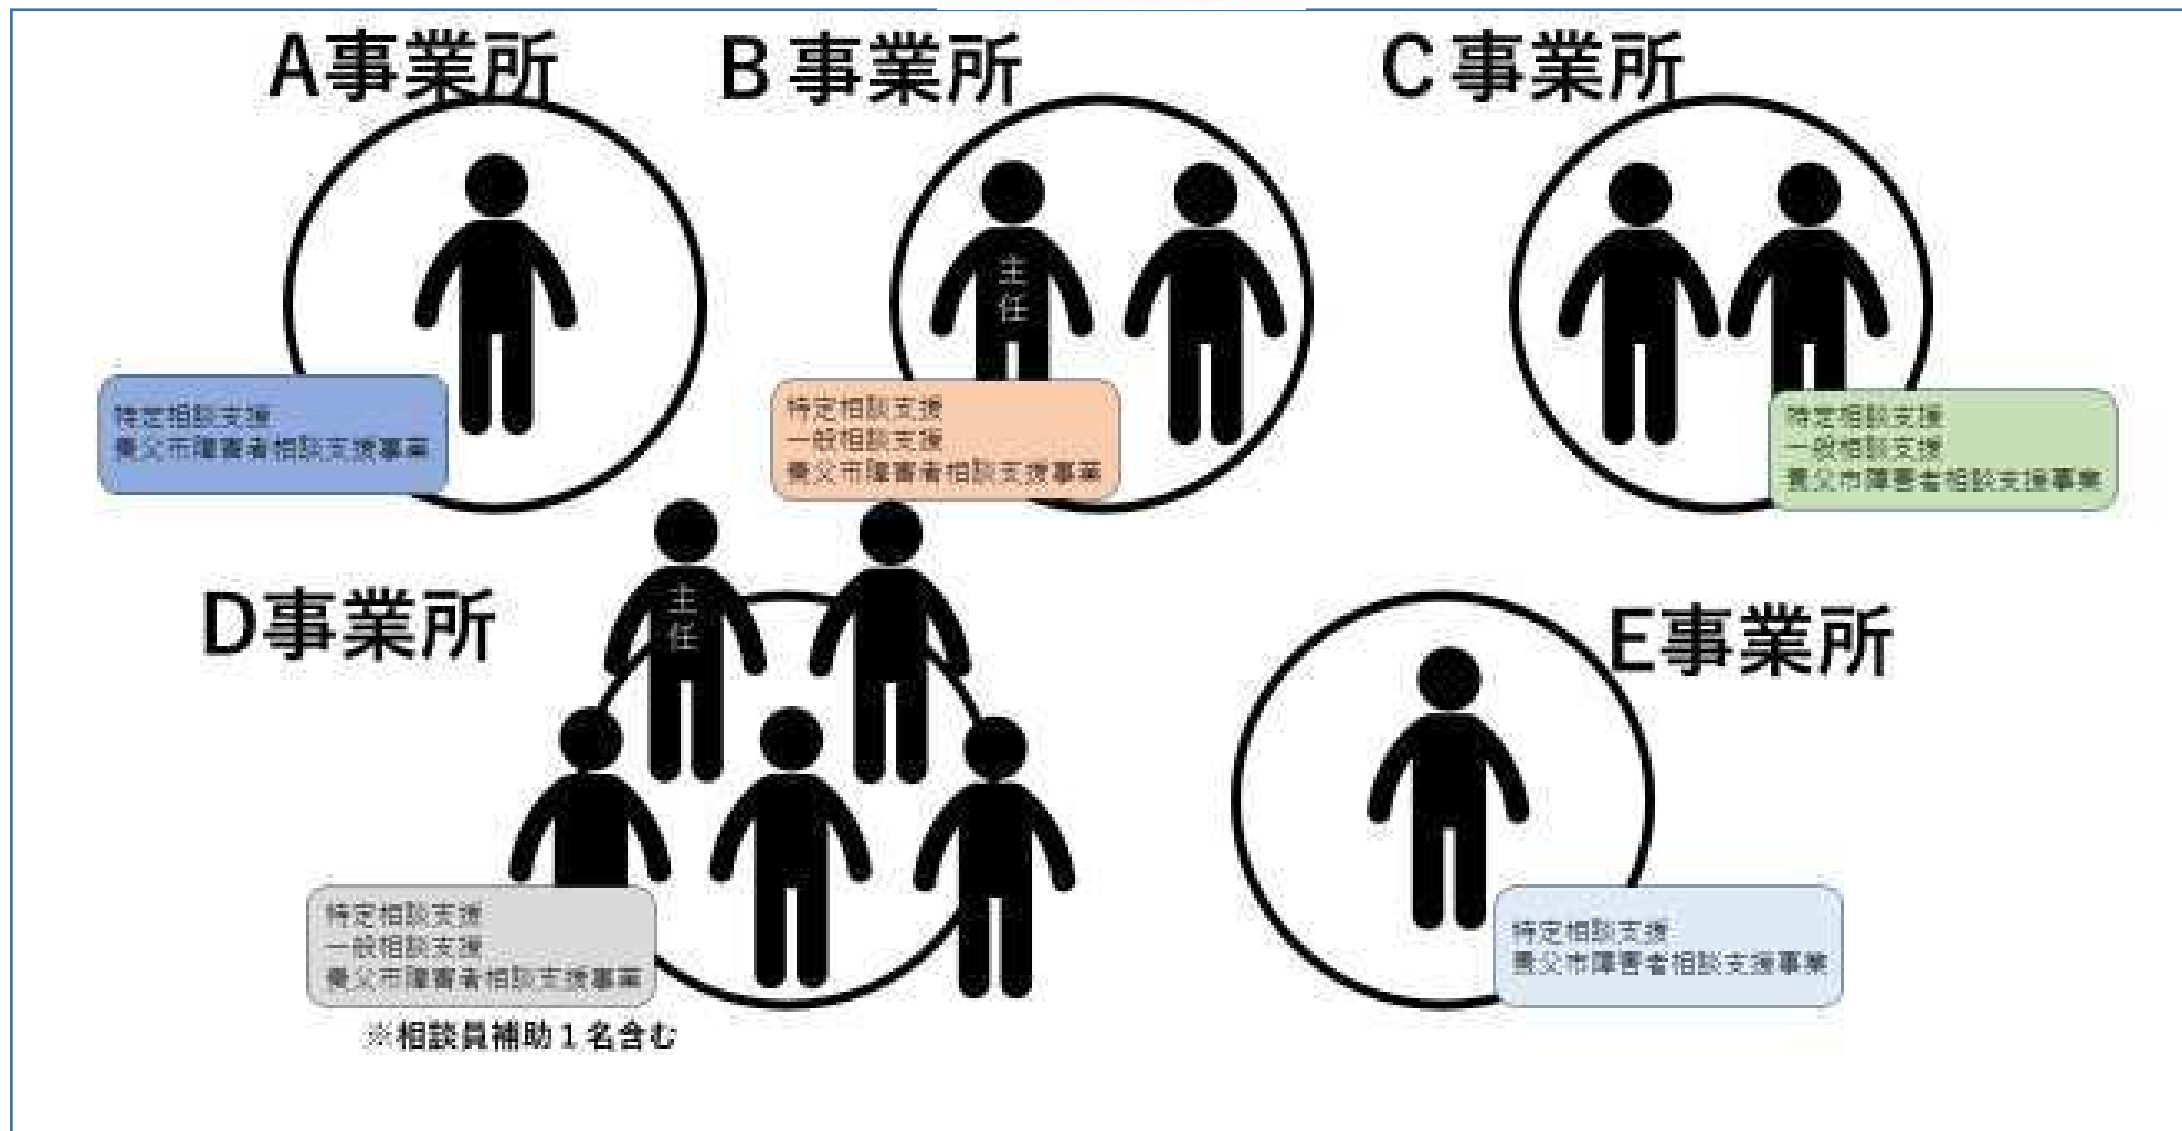 A事業所
B事業所
C事業所
主任
特定相談支援
養父市障害者相談支援事業
特定相談支援
一般相談支援
養父市障害者相談支援事業
特定相談支援
一般相談支援
養父市障害者相談支援事業
D事業所
主任
E事業所
特定相談支援
一般相談支援
養父市障害者相談支援事業
※相談員補助1名含む
特定相談支援
養父市障害者相談支援事業